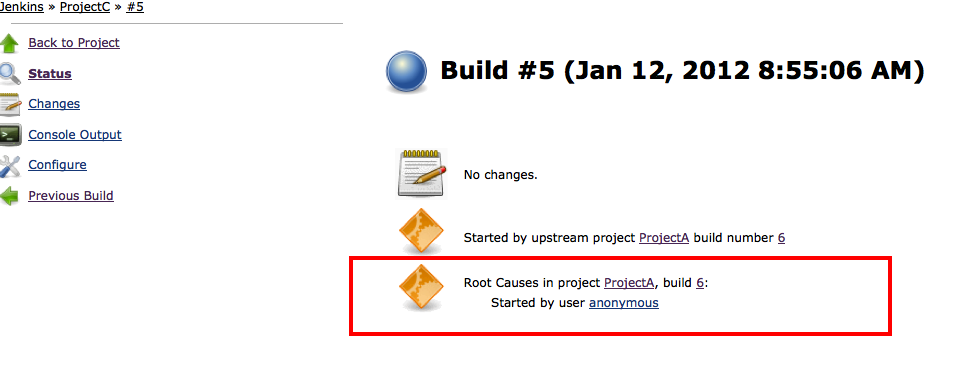 Jenkins » ProjectC » #5
Back to Project
Status
Changes
Console Output
Configure
Previous Build
Build #5 (Jan 12, 2012 8:55:06 AM)
No changes.
Started by upstream project ProjectA build number 6
Root Causes in project ProjectA, build 6:
Started by user anonymous